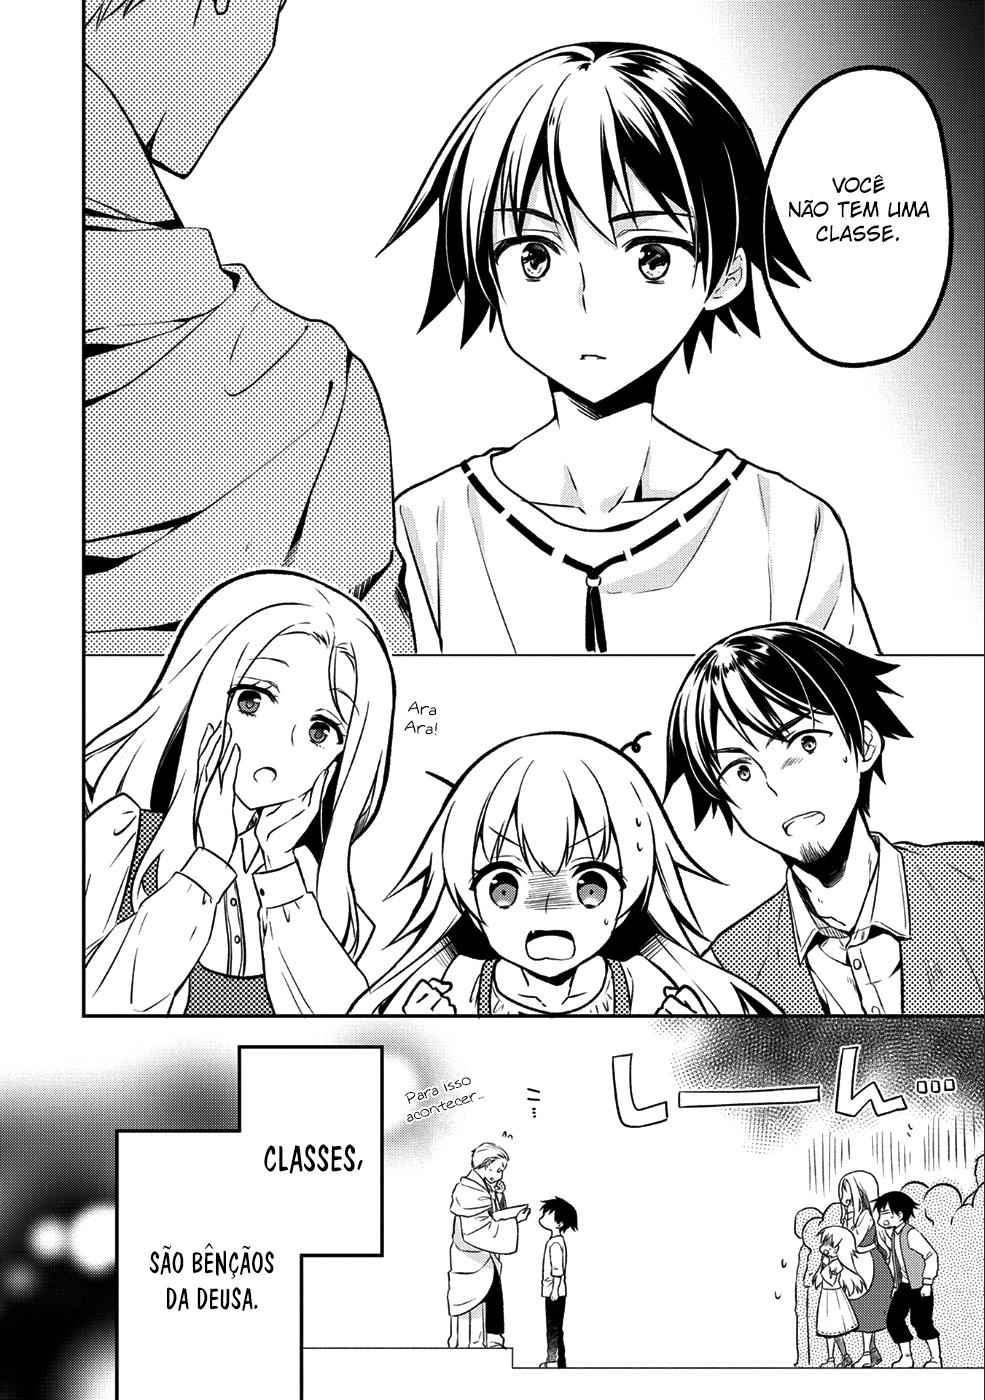 VOCÊ
NÃO TEM UMA
CLASSE.
Ara
Ara!
Para isso
acontecer...
しーん...
CLASSES,
SÃO BÊNÇÃOS
DA DEUSA.